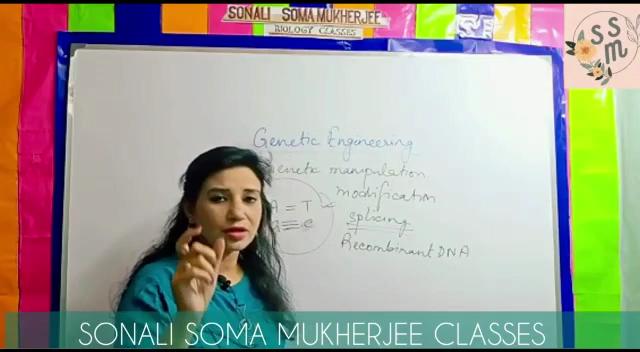 SONALI SOMA MUKHERJEE
BIOLOGY CLASSES
S S
M
Genetic Engineering
Genetic manipulation
modification
A = T
splicing
≡ C
Recombinant DNA
SONALI SOMA MUKHERJEE CLASSES